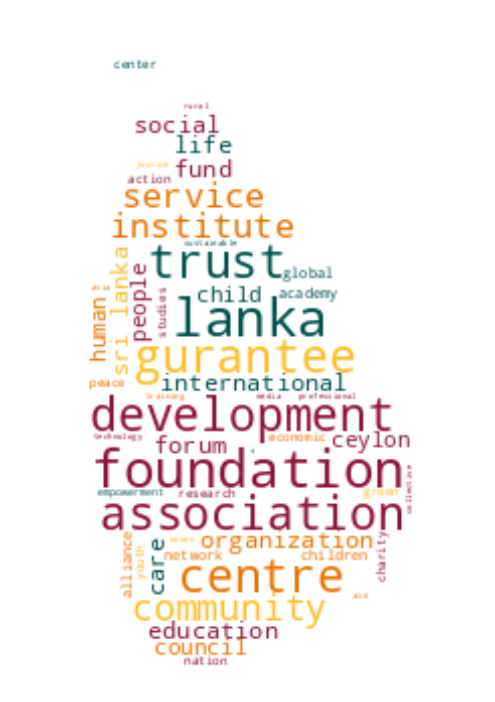 center
rural
social
life
justice fund
action
service
institute
sustainable
trust global
sri lanka people studies child academy
human lanka
gurantee
peace international
training media professional
development
technology forum economic ceylon
foundation
empowerment research green collective
association
alliance youth women organization charity
care network children
centre aid
community
education
council
nation